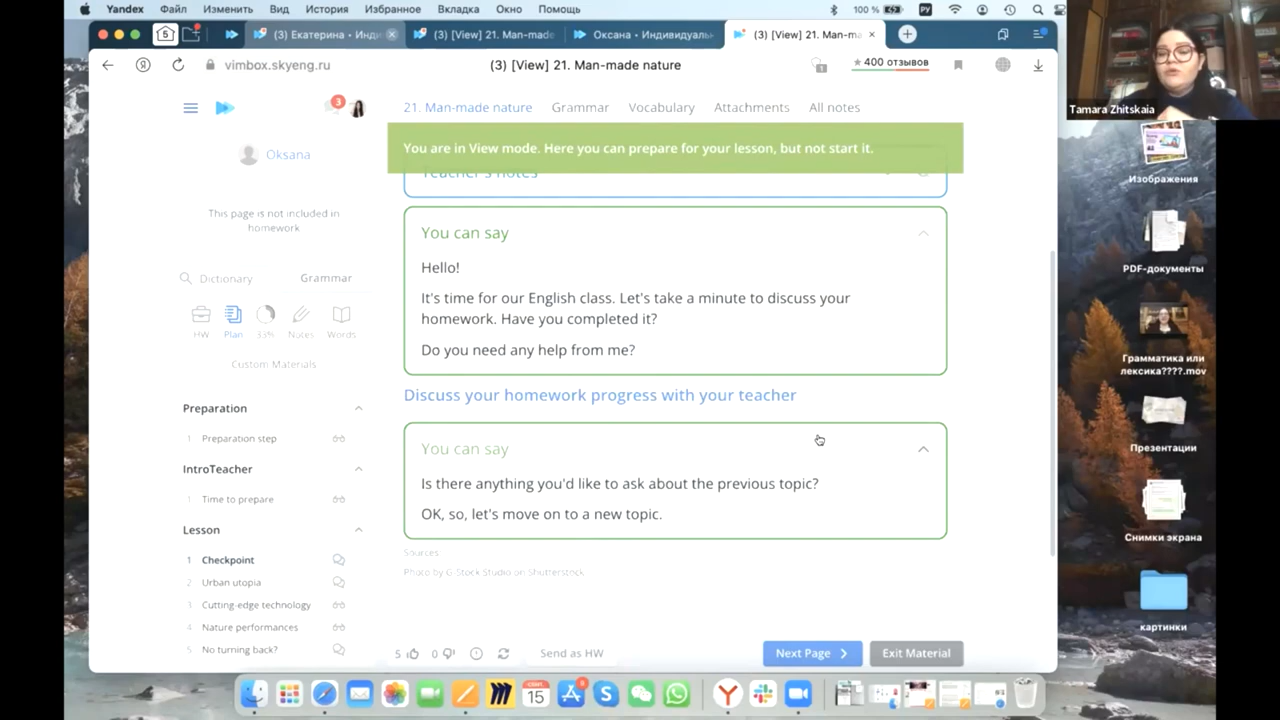 Yandex Файл Изменить Вид История Избранное Вкладка Окно Помощь 100 % РУ
5 (3) Екатерина • Инди (3) [View] 21. Man-made Оксана • Индивидуаль (3) [View] 21. Man-ma
vimbox.skyeng.ru (3) [View] 21. Man-made nature ★ 400 отзывов
Tamara Zhitskaia
3
21. Man-made nature Grammar Vocabulary Attachments All notes
You are in View mode. Here you can prepare for your lesson, but not start it.
Teacher's notes
Oksana
This page is not included in
homework
Dictionary Grammar
HW Plan 33% Notes Words
Custom Materials
Preparation
1 Preparation step
IntroTeacher
1 Time to prepare
Lesson
1 Checkpoint
2 Urban utopia
3 Cutting-edge technology
4 Nature performances
5 No turning back?
You can say
Hello!
It's time for our English class. Let's take a minute to discuss your
homework. Have you completed it?
Do you need any help from me?
Discuss your homework progress with your teacher
You can say
Is there anything you'd like to ask about the previous topic?
OK, so, let's move on to a new topic.
Sources
Photo by G-Stock Studio on Shutterstock
5 0 Send as HW Next Page Exit Material
Изображения
PDF-документы
Грамматика или
лексика????.mov
Презентации
Снимки экрана
картинки
15